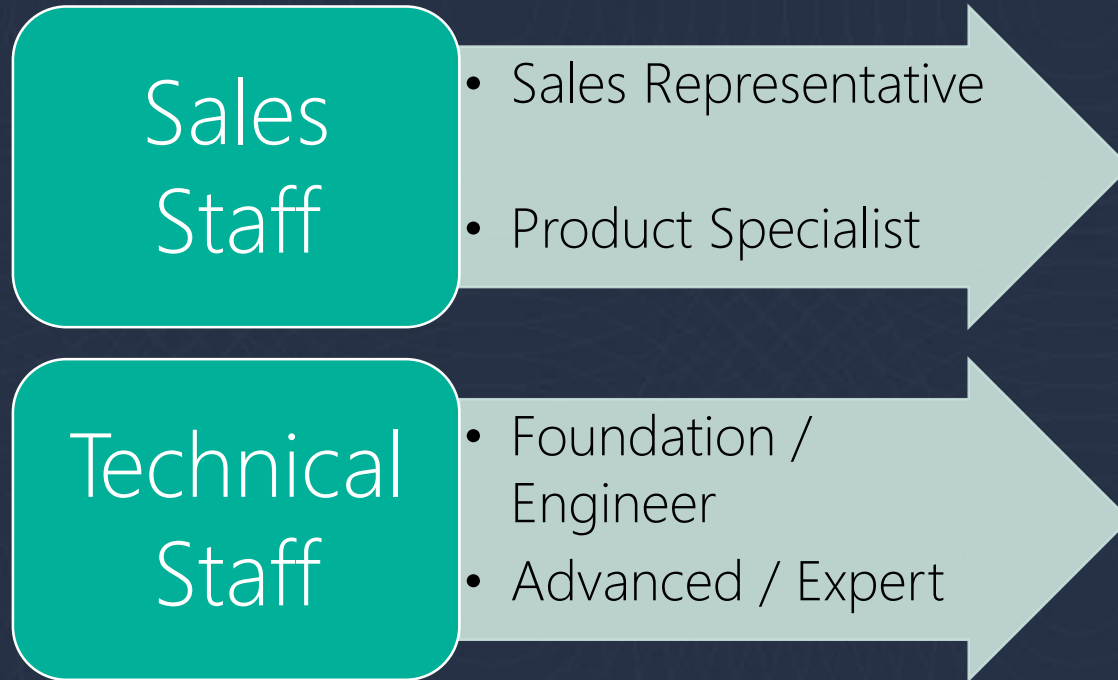 Sales
Staff
• Sales Representative
• Product Specialist
Technical
Staff
• Foundation /
Engineer
• Advanced / Expert